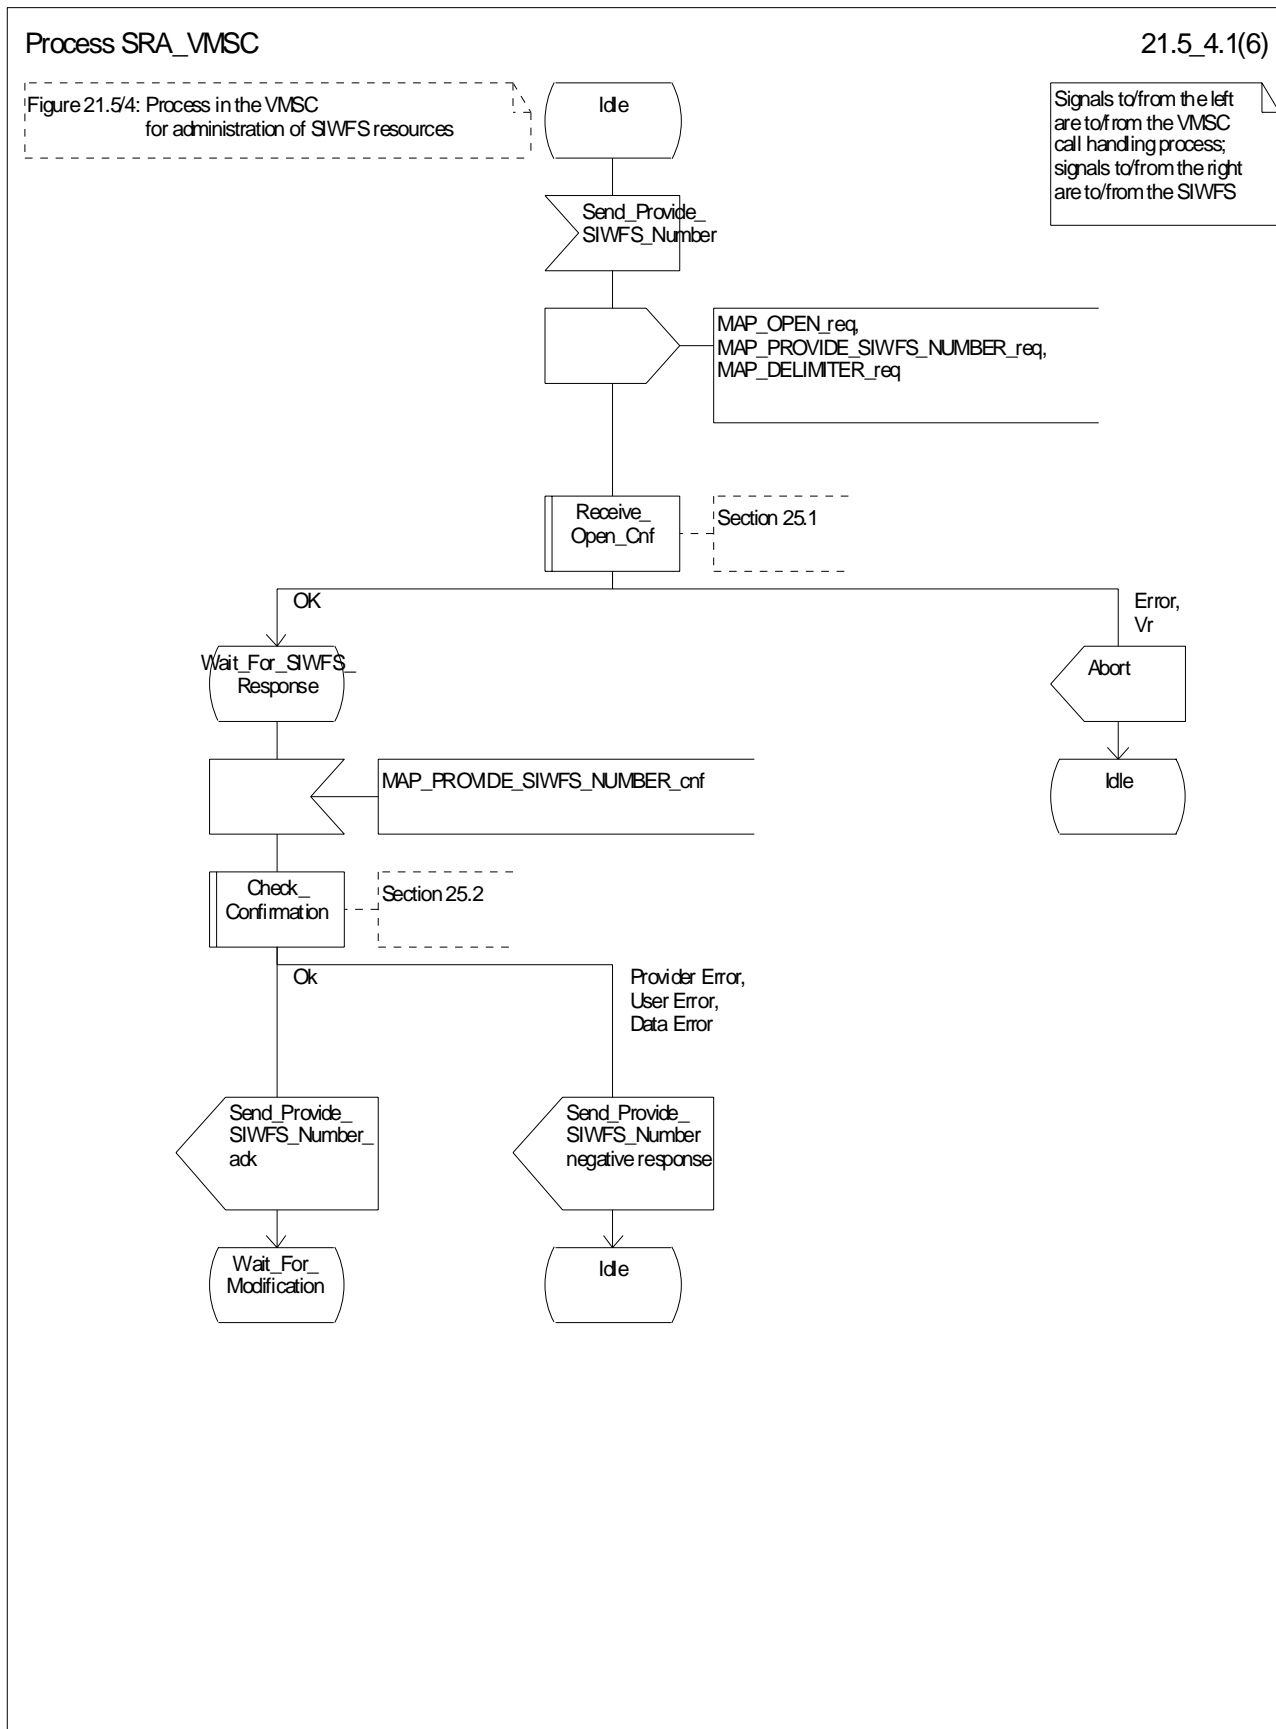 Process SRA_VMSC
21.5_4.1(6)
Figure 21.5/4: Process in the VMSC
for administration of SIWFS resources
Idle
Signals to/from the left
are to/from the VMSC
call handling process;
signals to/from the right
are to/from the SIWFS
Send_Provide_
SIWFS_Number
MAP_OPEN_req,
MAP_PROVIDE_SIWFS_NUMBER_req,
MAP_DELIMITER_req
Receive_
Open_Cnf
Section 25.1
OK
Error,
Vr
Wait_For_SIWFS_
Response
Abort
MAP_PROVIDE_SIWFS_NUMBER_cnf
Idle
Check_
Confirmation
Section 25.2
Ok
Provider Error,
User Error,
Data Error
Send_Provide_
SIWFS_Number_
ack
Send_Provide_
SIWFS_Number
negative response
Wait_For_
Modification
Idle